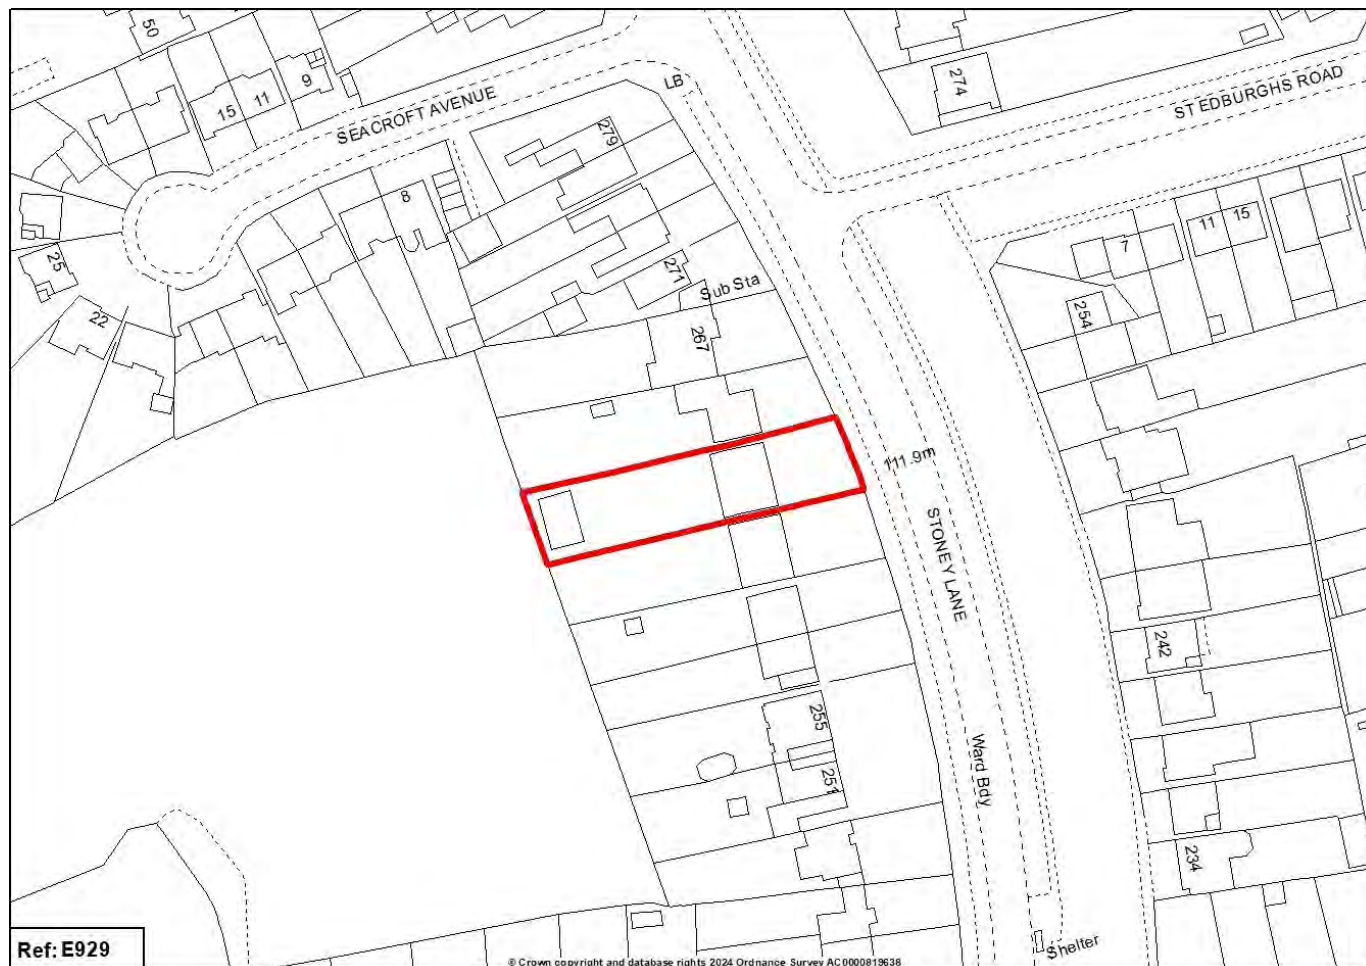 50
9
11
15
SEACROFT AVENUE
LB
274
ST EDBURGHS ROAD
279
8
25
22
271
Sub Sta
267
7
11
15
254
111.9m
STONEY LANE
242
255
251
Ward Bdy
234
Shelter
Ref: E929
© Crown copyright and database rights 2024 Ordnance Survey AC0000819638